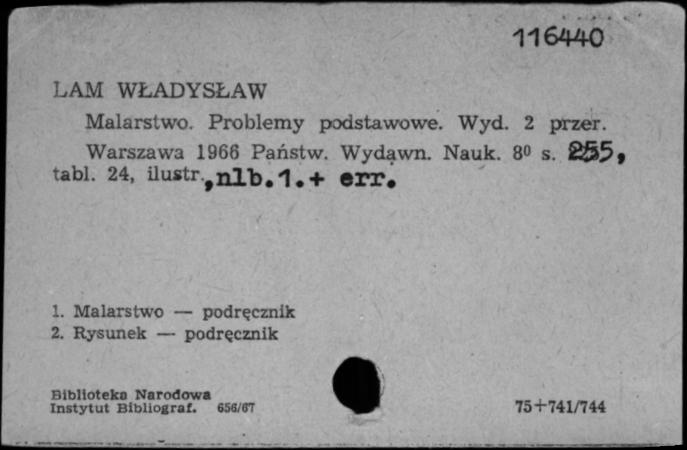 116440
LAM WŁADYSŁAW
Malarstwo. Problemy podstawowe. Wyd. 2 przer.
Warszawa 1966 Państw. Wydawn. Nauk. 8⁰ s. 255,
tabl. 24, ilustr., nlb.1.+ err.
1. Malarstwo — podręcznik
2. Rysunek — podręcznik
Biblioteka Narodowa
Instytut Bibliograf. 656/67
75+741/744